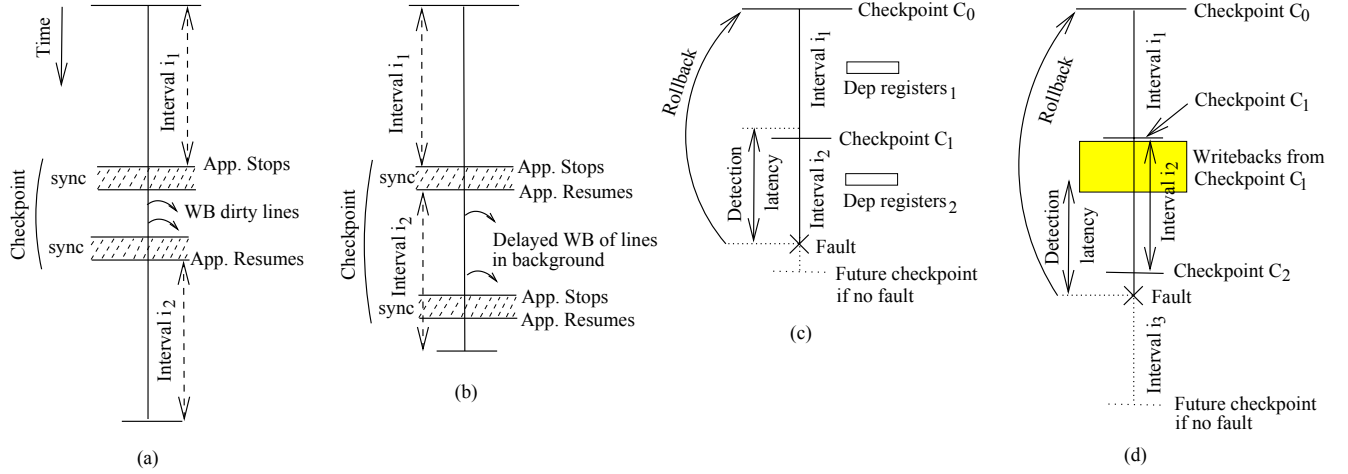 Time
Interval i1
Checkpoint
sync
App. Stops
WB dirty lines
sync
App. Resumes
Interval i2
(a)
Interval i1
Checkpoint
sync
App. Stops
App. Resumes
Interval i2
Delayed WB of lines
in background
sync
App. Stops
App. Resumes
(b)
Checkpoint C0
Rollback
Interval i1
Dep registers1
Checkpoint C1
Detection
latency
Interval i2
Dep registers2
Fault
Future checkpoint
if no fault
(c)
Checkpoint C0
Rollback
Interval i1
Checkpoint C1
Writebacks from
Checkpoint C1
Interval i2
Detection
latency
Checkpoint C2
Fault
Interval i3
Future checkpoint
if no fault
(d)